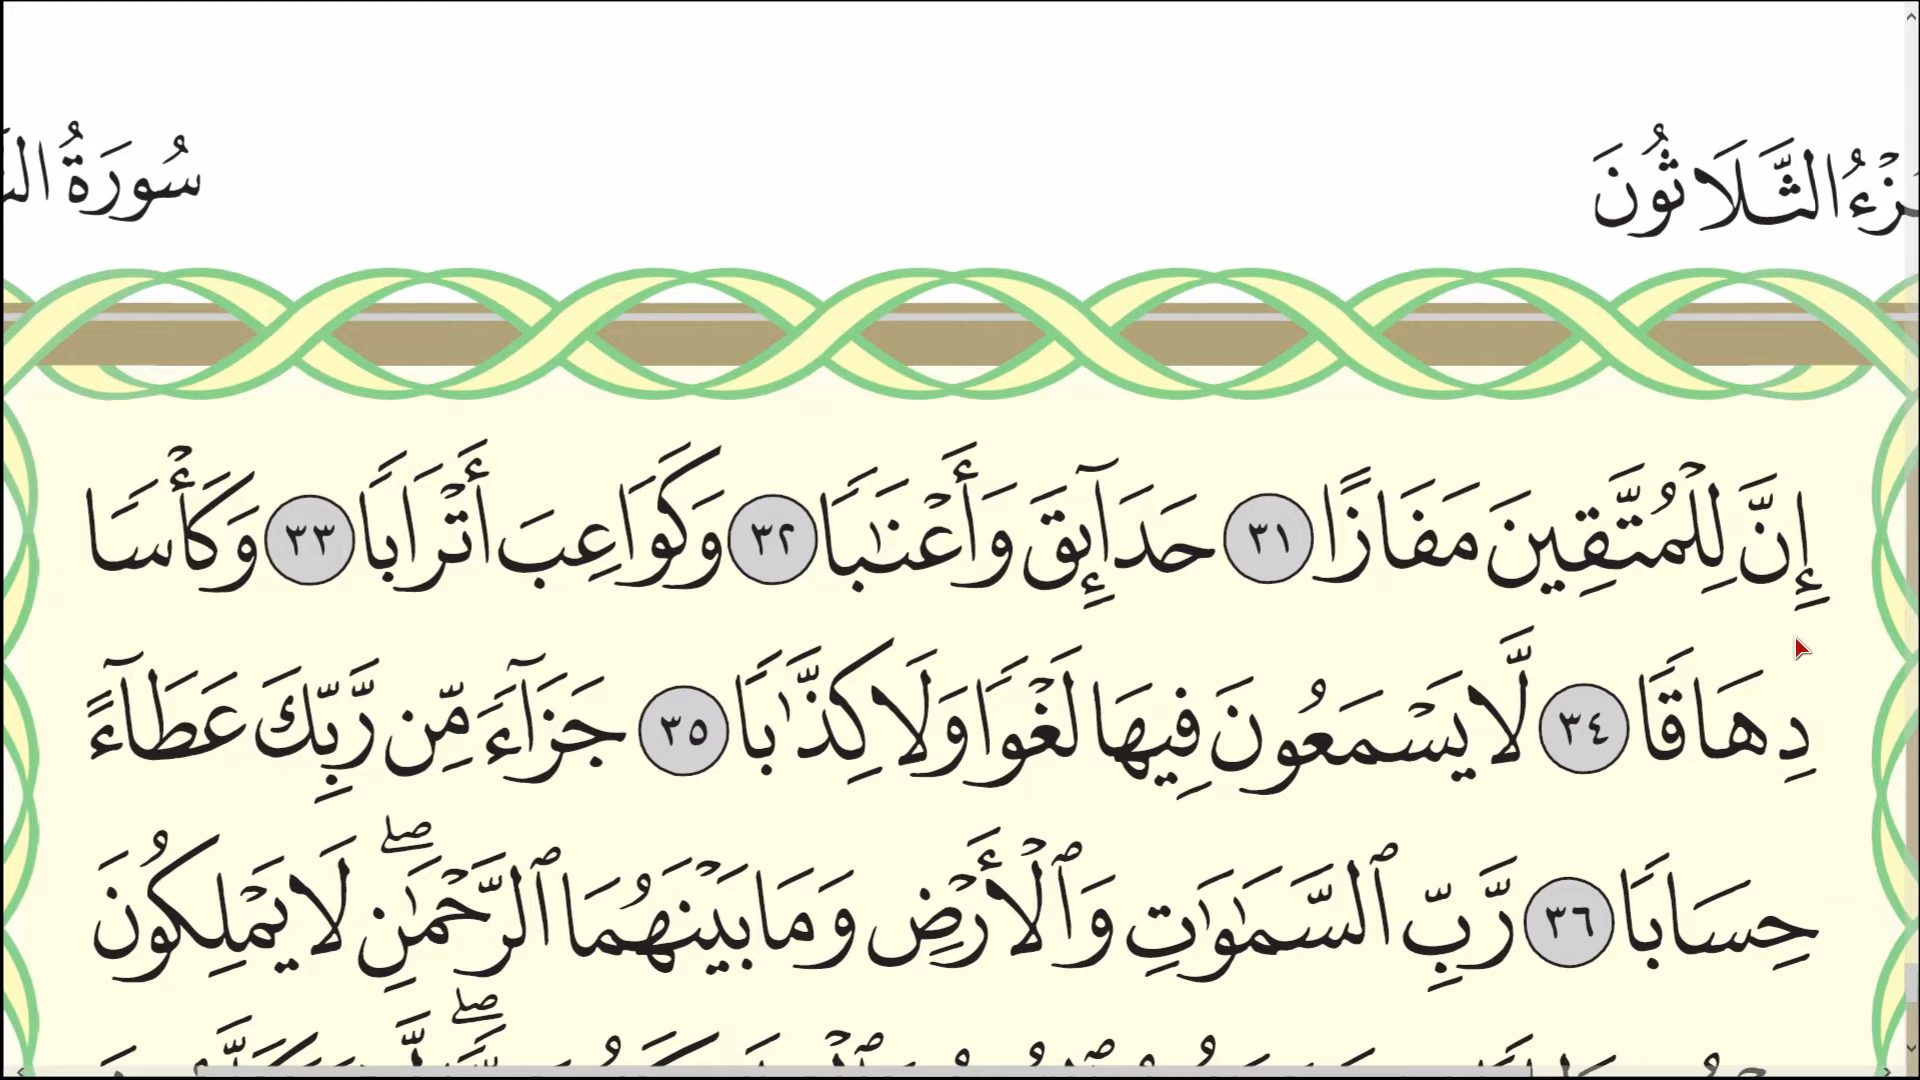 جُزْءُ الثَّلَاثُونَ
سُورَةُ
إِنَّ لِلْمُتَّقِينَ مَفَازًا ٣١ حَدَآئِقَ وَأَعْنَٰبًا ٣٢ وَكَوَاعِبَ أَتْرَابًا ٣٣ وَكَأْسًا
دِهَاقًا ٣٤ لَّا يَسْمَعُونَ فِيهَا لَغْوًا وَلَا كِذَّٰبًا ٣٥ جَزَآءً مِّن رَّبِّكَ عَطَآءً
حِسَابًا ٣٦ رَّبِّ ٱلسَّمَٰوَٰتِ وَٱلْأَرْضِ وَمَا بَيْنَهُمَا ٱلرَّحْمَٰنِۖ لَا يَمْلِكُونَ